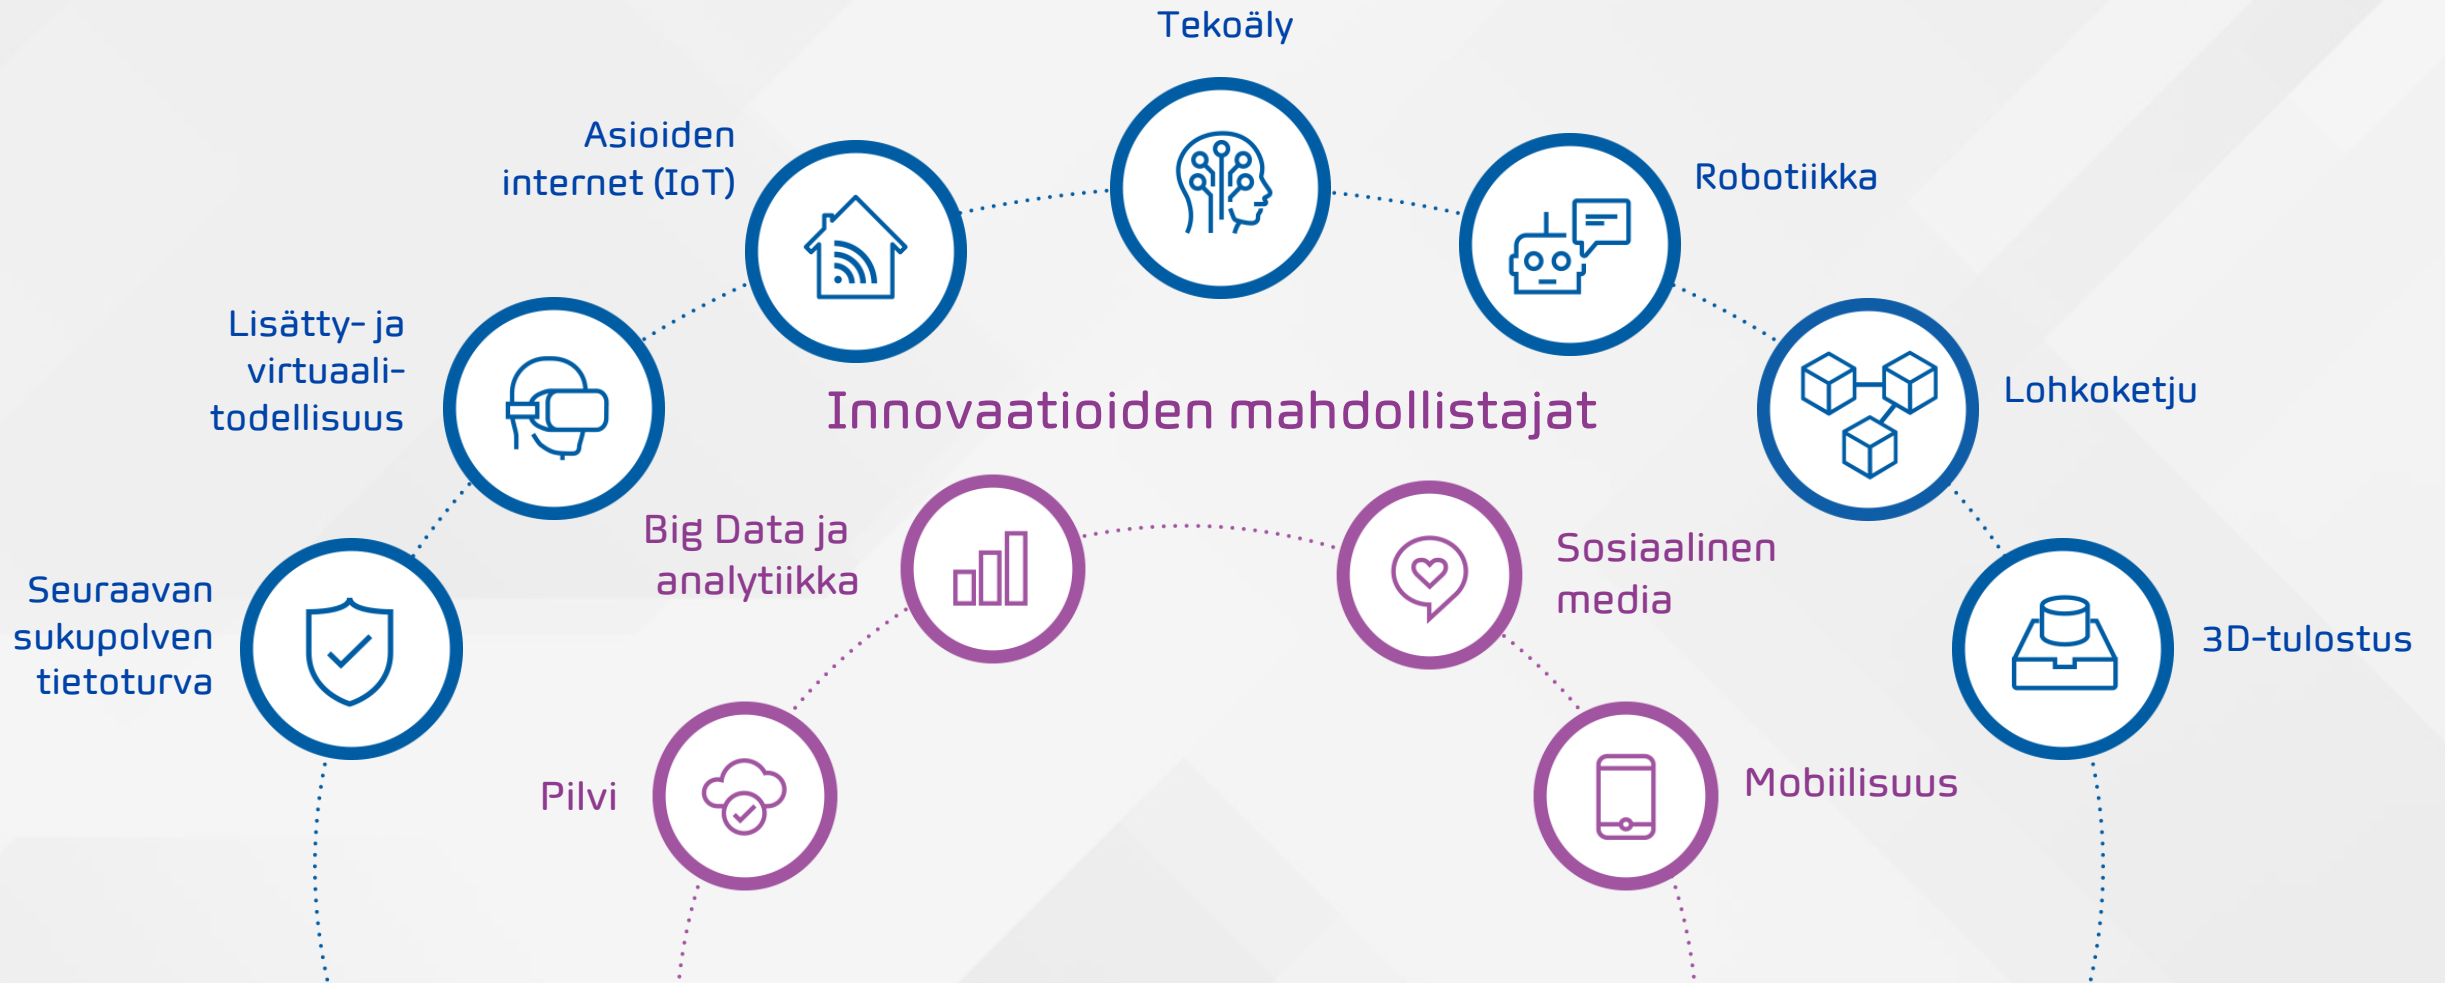 Tekoäly
Asioiden
internet (IoT)
Robotiikka
Lisätty- ja
virtuaali-
todellisuus
Lohkoketju
Innovaatioiden mahdollistajat
Big Data ja
analytiikka
Sosiaalinen
media
Seuraavan
sukupolven
tietoturva
3D-tulostus
Pilvi
Mobiilisuus